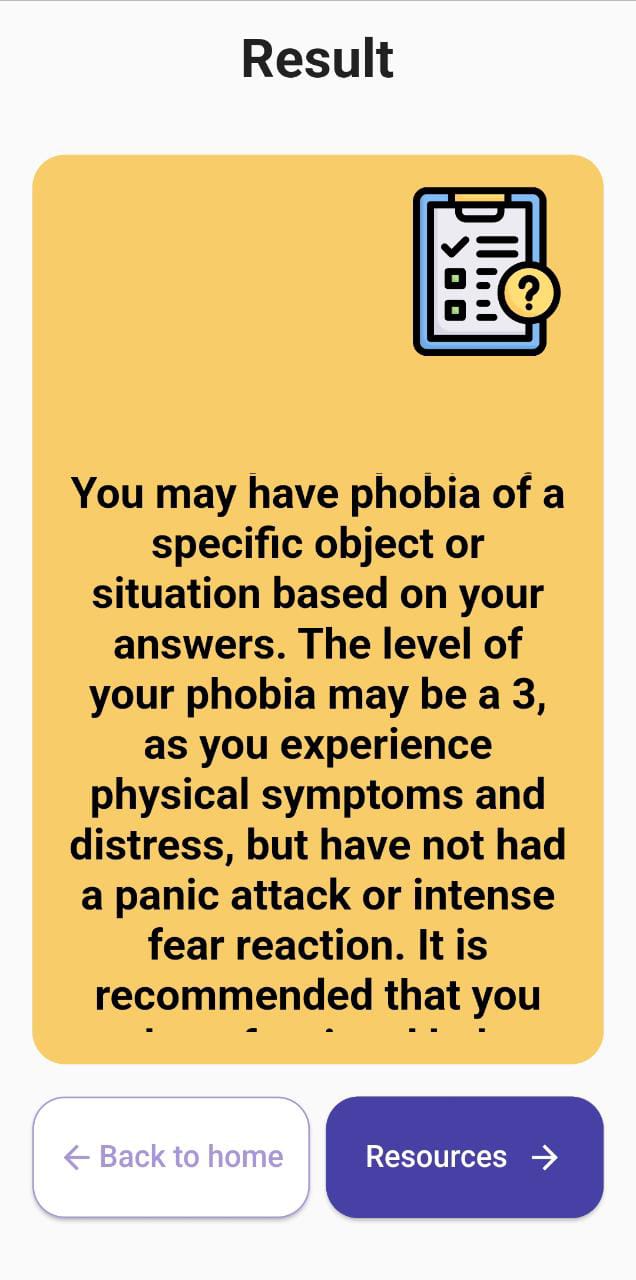 Result
?
You may have phobia of a
specific object or
situation based on your
answers. The level of
your phobia may be a 3,
as you experience
physical symptoms and
distress, but have not had
a panic attack or intense
fear reaction. It is
recommended that you
← Back to home
Resources →